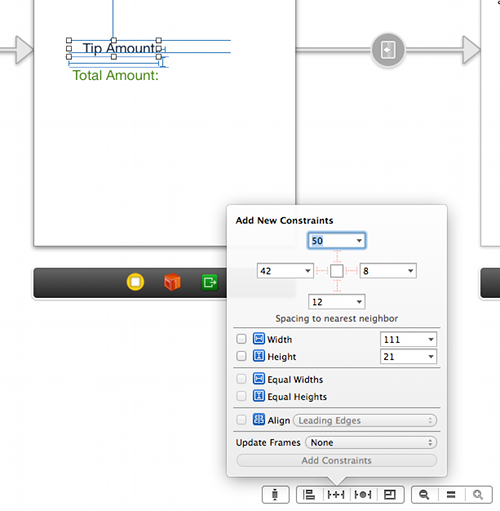 Tip Amount
Total Amount:
Add New Constraints
50
42
8
12
Spacing to nearest neighbor
Width 111
Height 21
Equal Widths
Equal Heights
Align Leading Edges
Update Frames None
Add Constraints